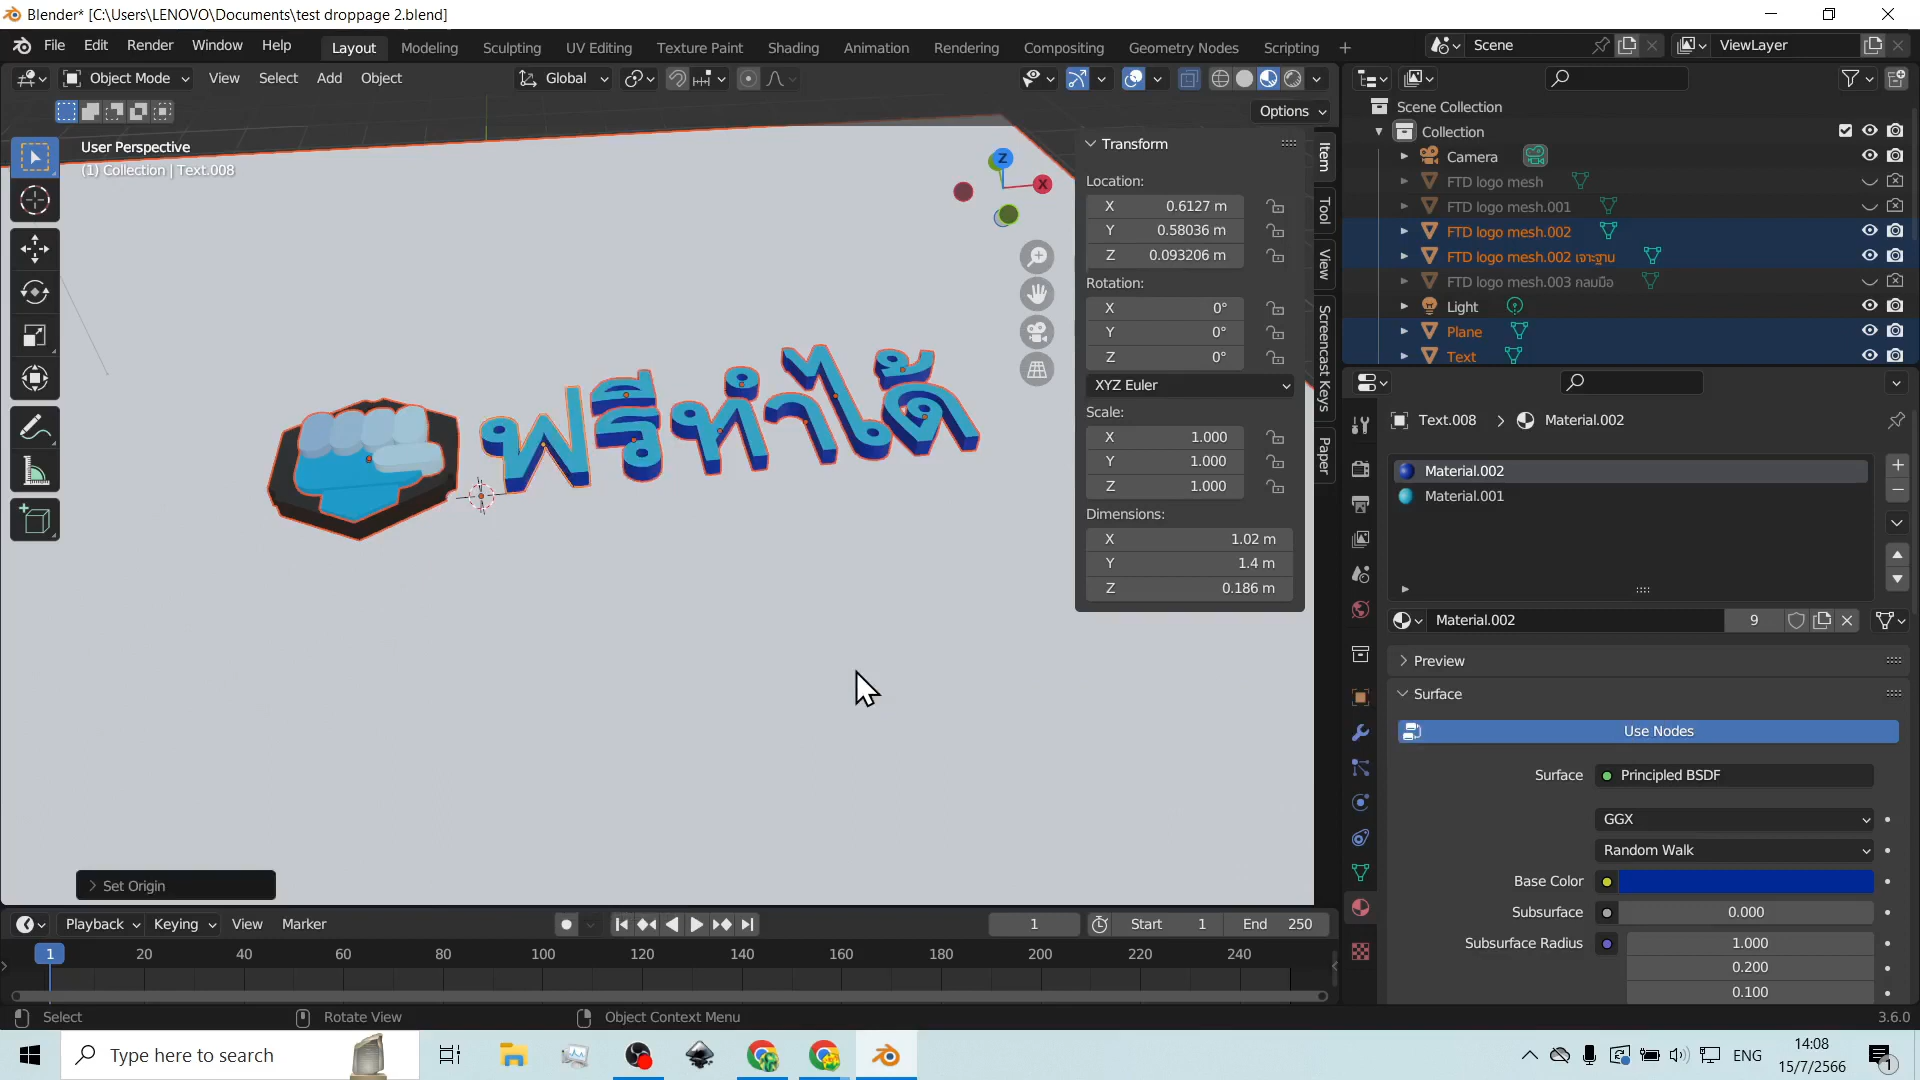 Blender* [C:\Users\LENOVO\Documents\test droppage 2.blend]
File Edit Render Window Help Layout Modeling Sculpting UV Editing Texture Paint Shading Animation Rendering Compositing Geometry Nodes Scripting Scene ViewLayer
Object Mode View Select Add Object Global
Options
User Perspective
(1) Collection | Text.008
ฟรีทำได้
Z
X
Transform
Location:
X 0.6127 m
Y 0.58036 m
Z 0.093206 m
Rotation:
X 0°
Y 0°
Z 0°
XYZ Euler
Scale:
X 1.000
Y 1.000
Z 1.000
Dimensions:
X 1.02 m
Y 1.4 m
Z 0.186 m
Item
Tool
View
Screencast Keys
Paper
Scene Collection
Collection
Camera
FTD logo mesh
FTD logo mesh.001
FTD logo mesh.002
FTD logo mesh.002 เจาะฐาน
FTD logo mesh.003 กลมมือ
Light
Plane
Text
Text.008 Material.002
Material.002
Material.001
Material.002 9
Preview
Surface
Use Nodes
Surface Principled BSDF
GGX
Random Walk
Base Color
Subsurface 0.000
Subsurface Radius 1.000
0.200
0.100
Set Origin
Playback Keying View Marker 1 Start 1 End 250
1 20 40 60 80 100 120 140 160 180 200 220 240
Select Rotate View Object Context Menu 3.6.0
Type here to search
ENG
14:08
15/7/2566
1